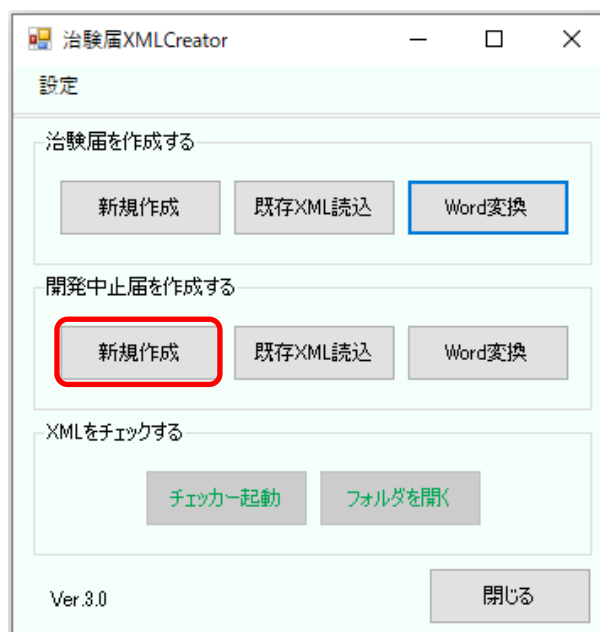 治験届XMLCreator
設定
治験届を作成する
新規作成 既存XML読込 Word変換
開発中止届を作成する
新規作成 既存XML読込 Word変換
XMLをチェックする
チェッカー起動 フォルダを開く
Ver.3.0 閉じる